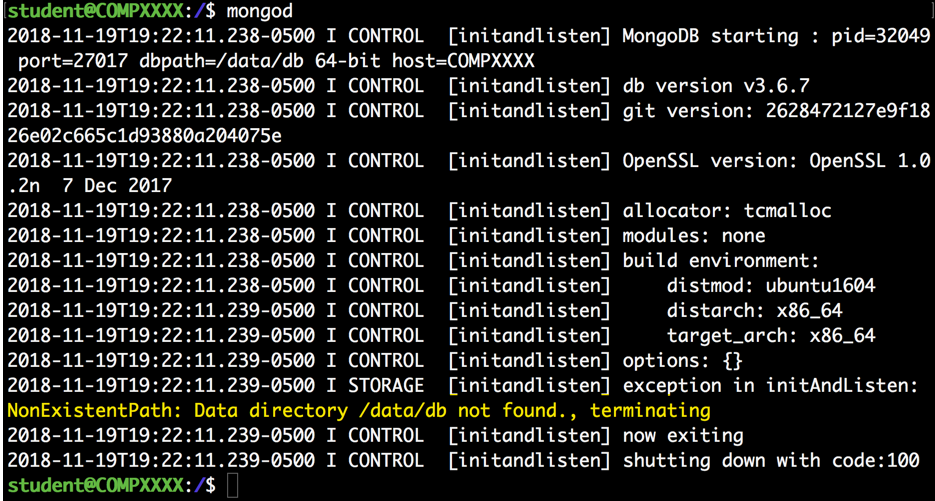 student@COMPXXXX:/$ mongod
2018-11-19T19:22:11.238-0500 I CONTROL  [initandlisten] MongoDB starting : pid=32049
 port=27017 dbpath=/data/db 64-bit host=COMPXXXX
2018-11-19T19:22:11.238-0500 I CONTROL  [initandlisten] db version v3.6.7
2018-11-19T19:22:11.238-0500 I CONTROL  [initandlisten] git version: 2628472127e9f18
26e02c665c1d93880a204075e
2018-11-19T19:22:11.238-0500 I CONTROL  [initandlisten] OpenSSL version: OpenSSL 1.0
.2n  7 Dec 2017
2018-11-19T19:22:11.238-0500 I CONTROL  [initandlisten] allocator: tcmalloc
2018-11-19T19:22:11.238-0500 I CONTROL  [initandlisten] modules: none
2018-11-19T19:22:11.238-0500 I CONTROL  [initandlisten] build environment:
2018-11-19T19:22:11.238-0500 I CONTROL  [initandlisten]     distmod: ubuntu1604
2018-11-19T19:22:11.239-0500 I CONTROL  [initandlisten]     distarch: x86_64
2018-11-19T19:22:11.239-0500 I CONTROL  [initandlisten]     target_arch: x86_64
2018-11-19T19:22:11.239-0500 I CONTROL  [initandlisten] options: {}
2018-11-19T19:22:11.239-0500 I STORAGE  [initandlisten] exception in initAndListen:
NonExistentPath: Data directory /data/db not found., terminating
2018-11-19T19:22:11.239-0500 I CONTROL  [initandlisten] now exiting
2018-11-19T19:22:11.239-0500 I CONTROL  [initandlisten] shutting down with code:100
student@COMPXXXX:/$